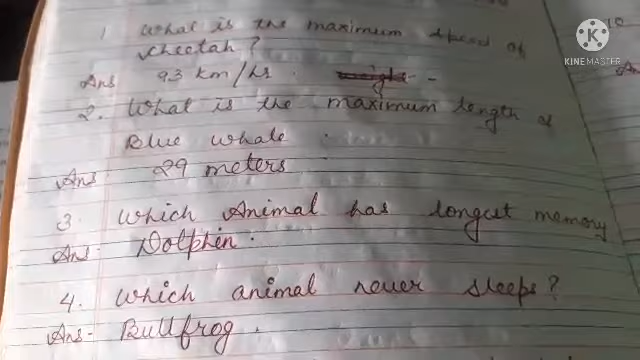 1 What is the maximum speed of
cheetah?
Ans 93 km/hr. - -
2. What is the maximum length of
Blue whale.
Ans 29 meters.
3. Which Animal has longest memory
Ans: Dolphin.
4. Which animal never sleeps?
Ans- Bullfrog.
KINEMASTER
10
An